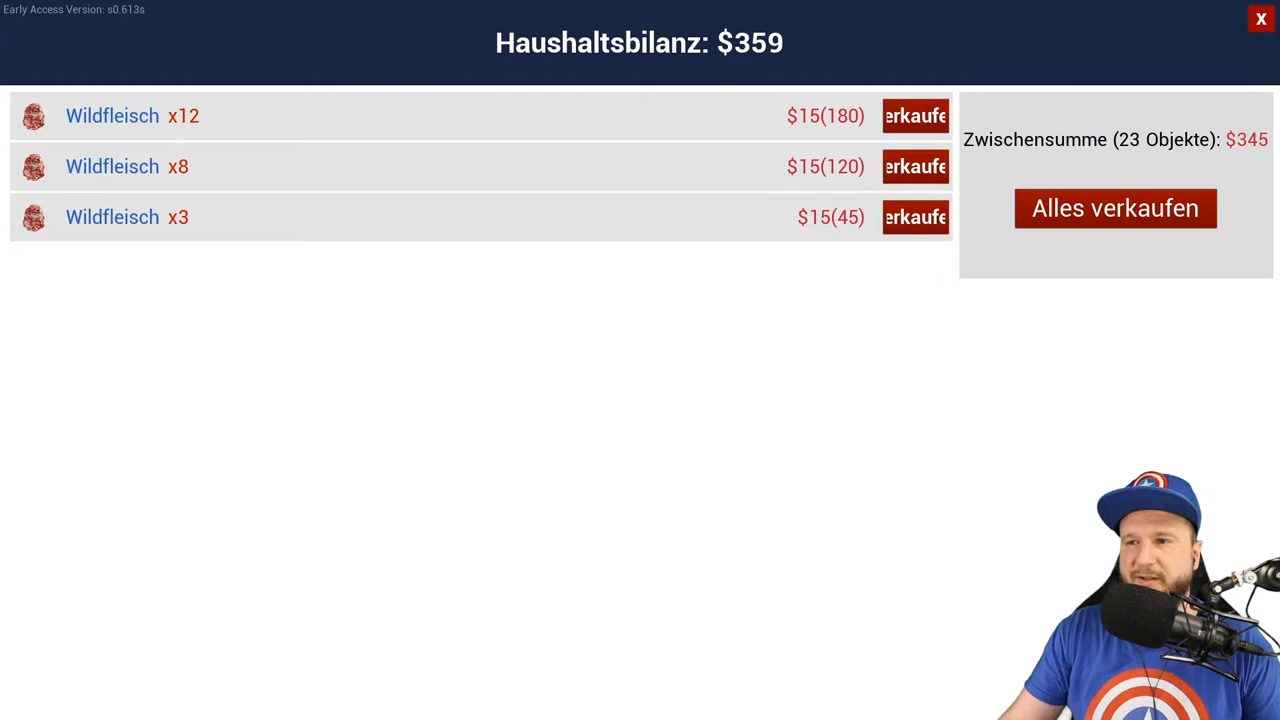 Early Access Version: s0.613s
X
Haushaltsbilanz: $359
Wildfleisch x12 $15(180) erkaufe
Wildfleisch x8 $15(120) erkaufe
Wildfleisch x3 $15(45) erkaufe
Zwischensumme (23 Objekte): $345
Alles verkaufen